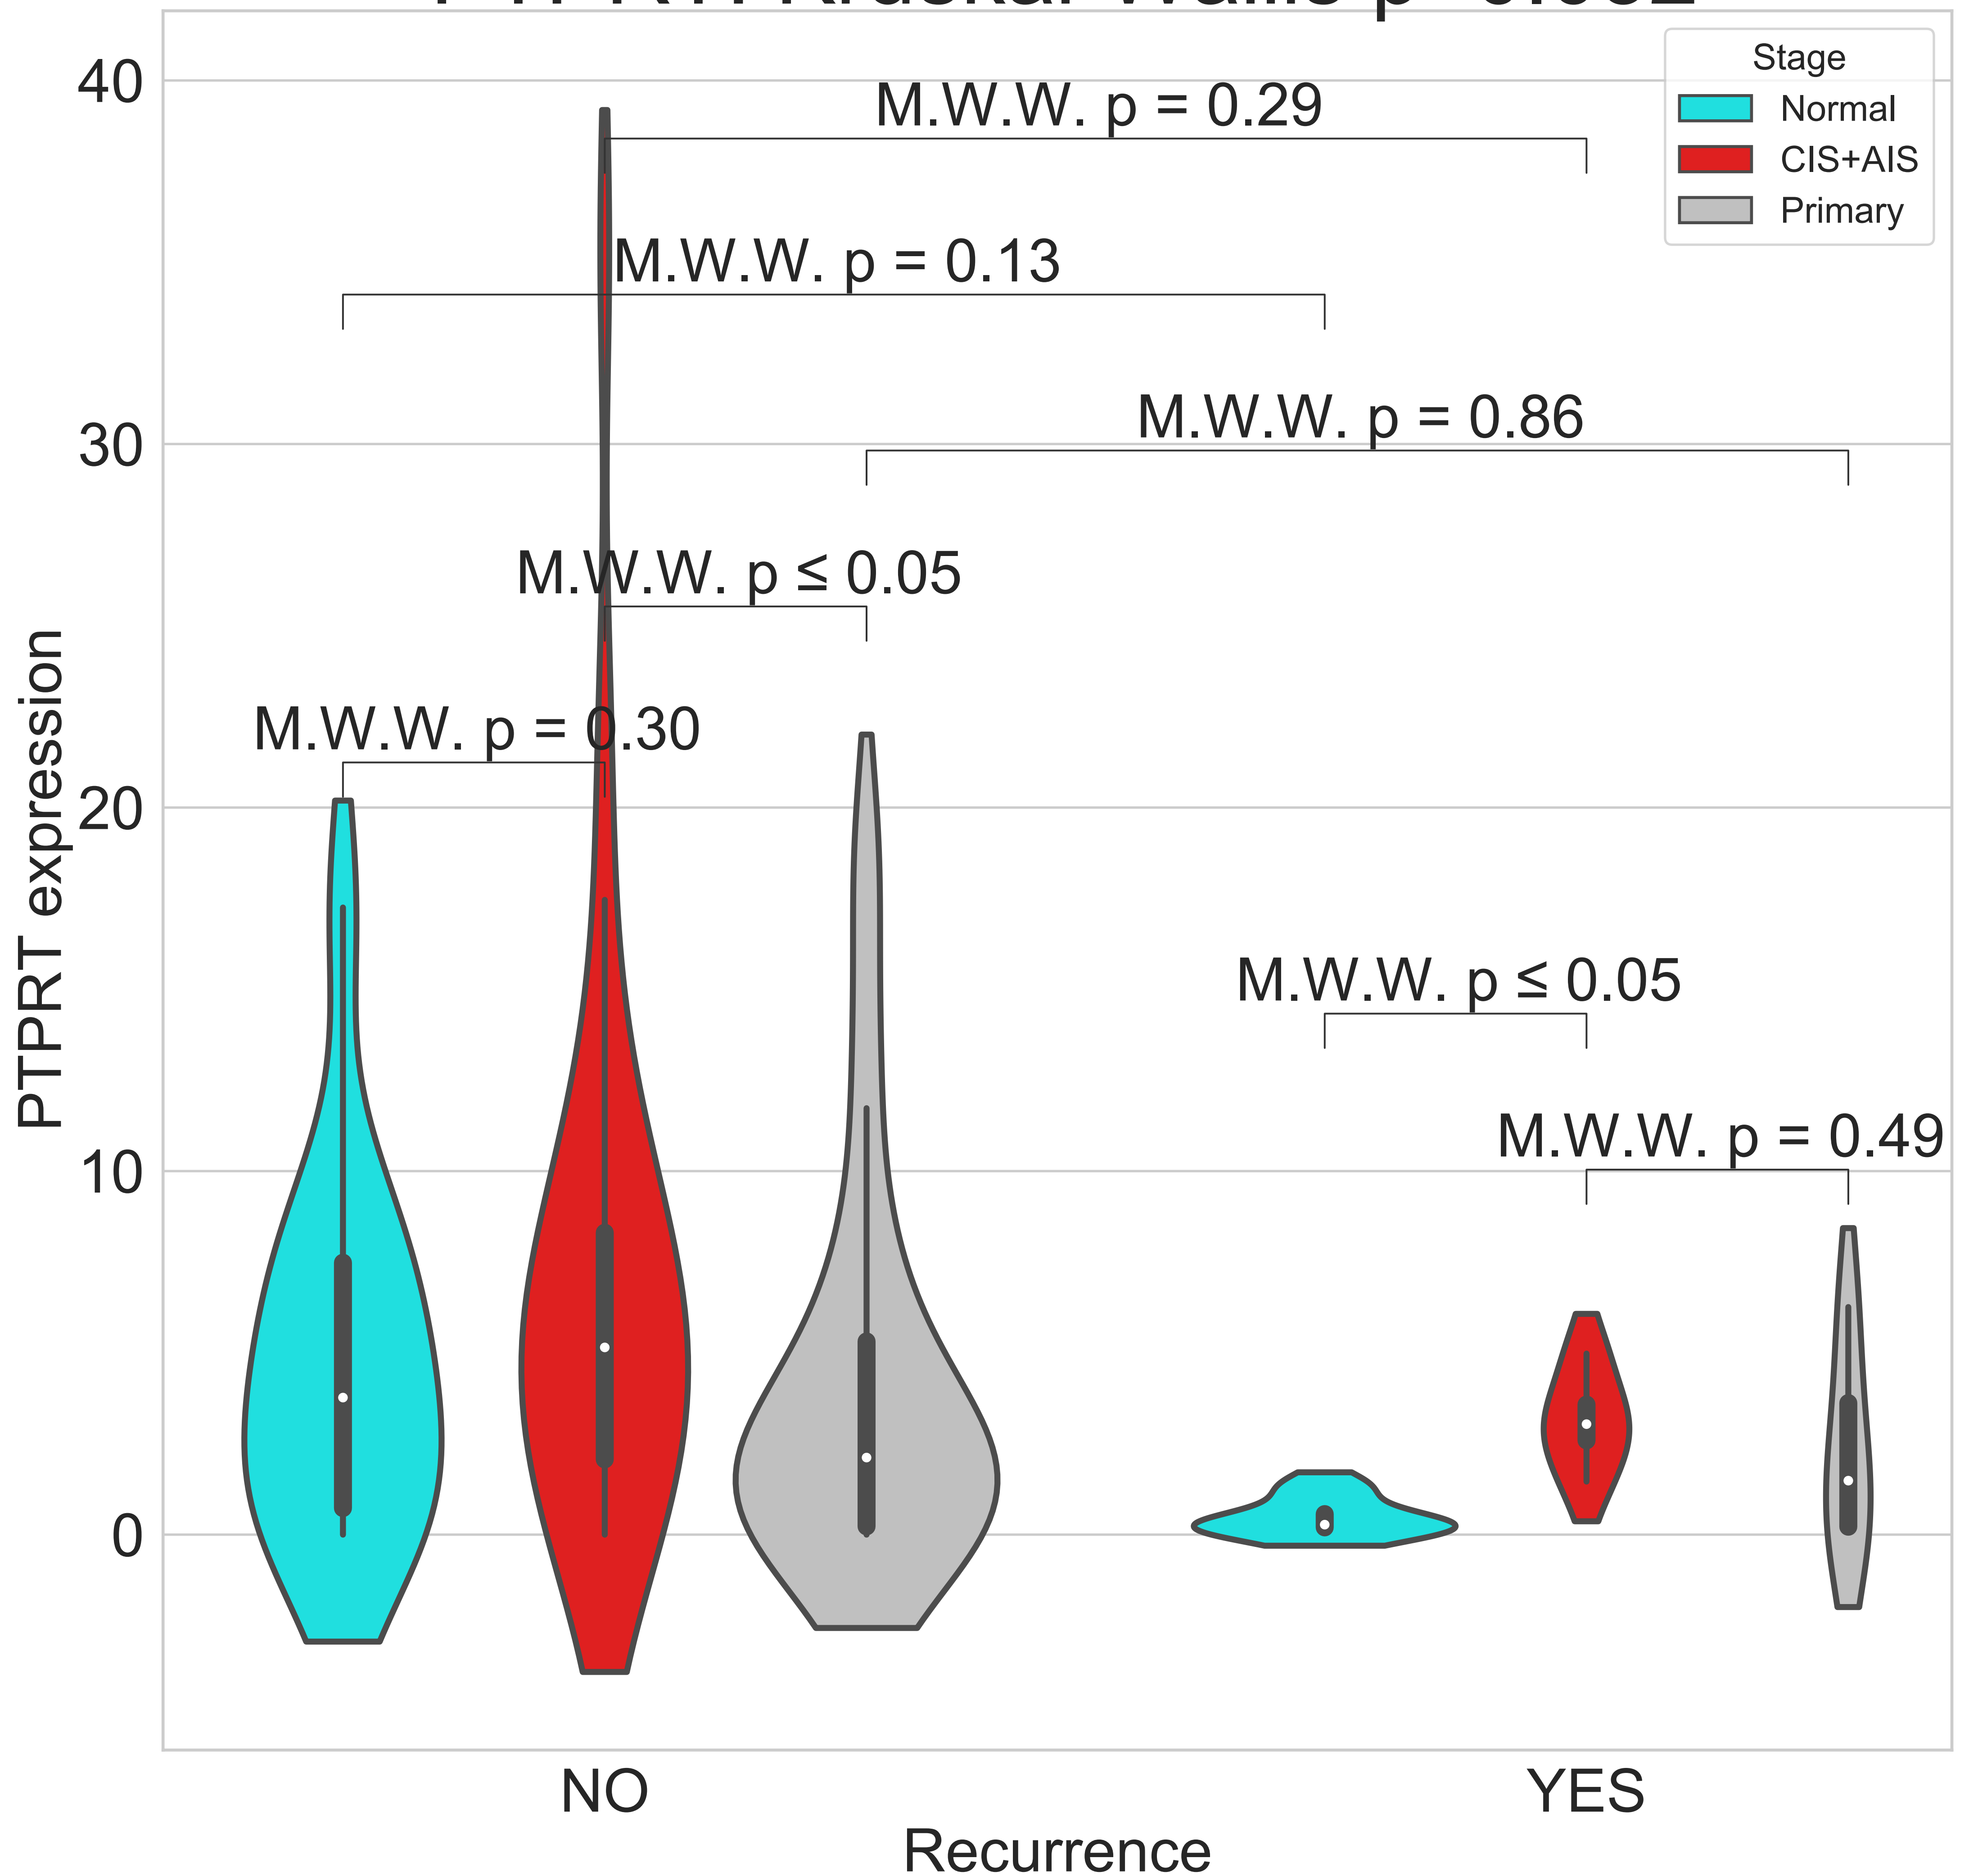 40
30
20
10
0
PTPRT expression
Stage
Normal
CIS+AIS
Primary
M.W.W. p = 0.29
M.W.W. p = 0.13
M.W.W. p = 0.86
M.W.W. p ≤ 0.05
M.W.W. p = 0.30
M.W.W. p ≤ 0.05
M.W.W. p = 0.49
NO
YES
Recurrence